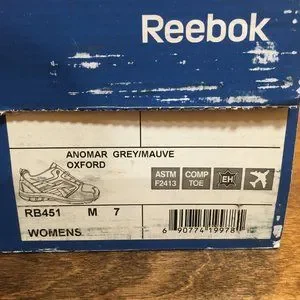 Reebok
ANOMAR GREY/MAUVE
OXFORD
ASTM
F2413
COMP
TOE
EH
RB451 M 7
WOMENS
6 90774 19978